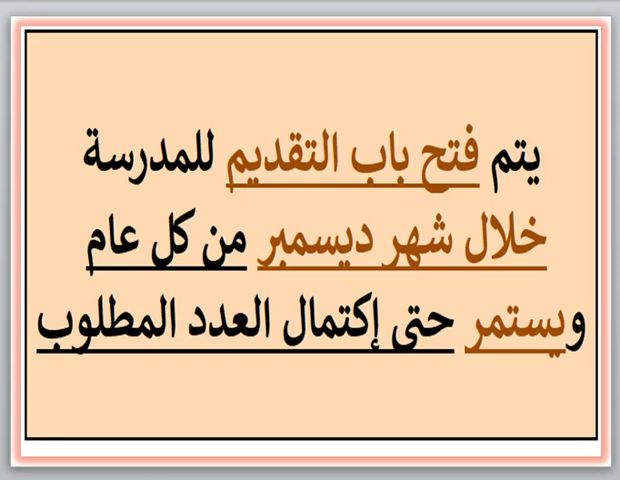 يتم فتح باب التقديم للمدرسة
خلال شهر ديسمبر من كل عام
ويستمر حتى إكتمال العدد المطلوب